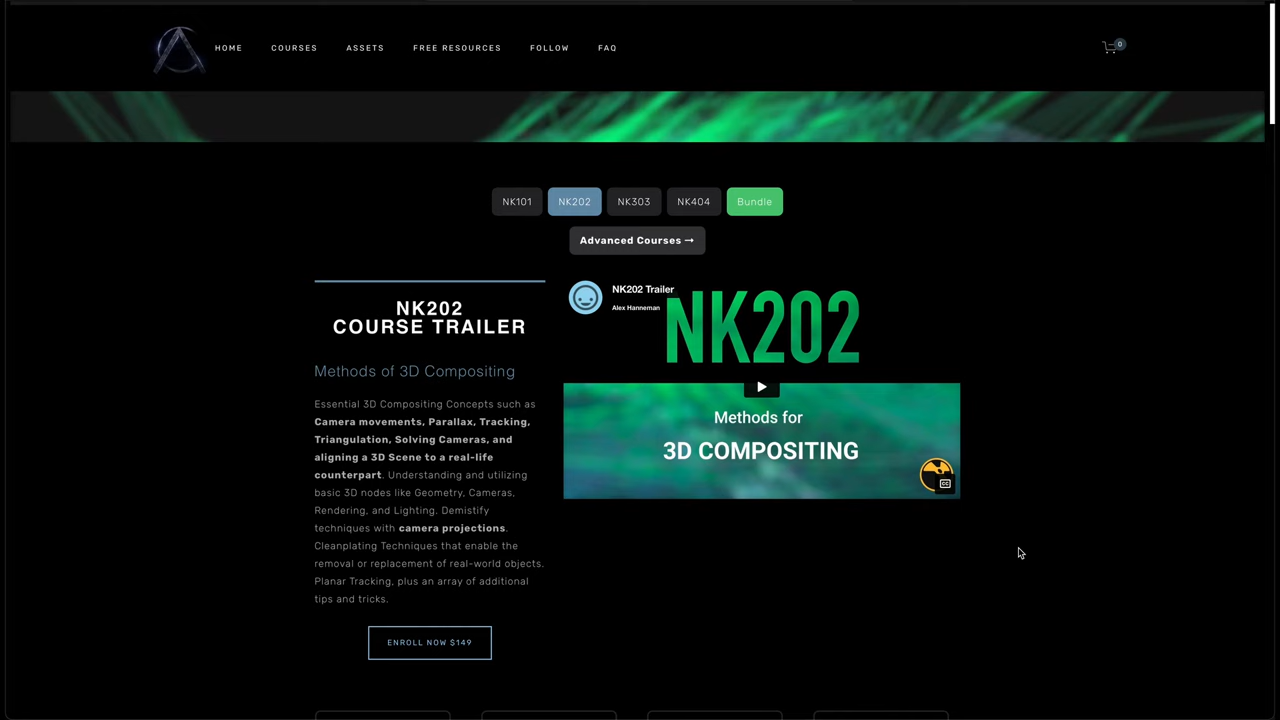 HOME COURSES ASSETS FREE RESOURCES FOLLOW FAQ 0
NK101 NK202 NK303 NK404 Bundle
Advanced Courses →
NK202
COURSE TRAILER
Methods of 3D Compositing
Essential 3D Compositing Concepts such as
Camera movements, Parallax, Tracking,
Triangulation, Solving Cameras, and
aligning a 3D Scene to a real-life
counterpart. Understanding and utilizing
basic 3D nodes like Geometry, Cameras,
Rendering, and Lighting. Demistify
techniques with camera projections.
Cleanplating Techniques that enable the
removal or replacement of real-world objects.
Planar Tracking, plus an array of additional
tips and tricks.
ENROLL NOW $149
NK202 Trailer
Alex Hanneman
NK202
Methods for
3D COMPOSITING
CC